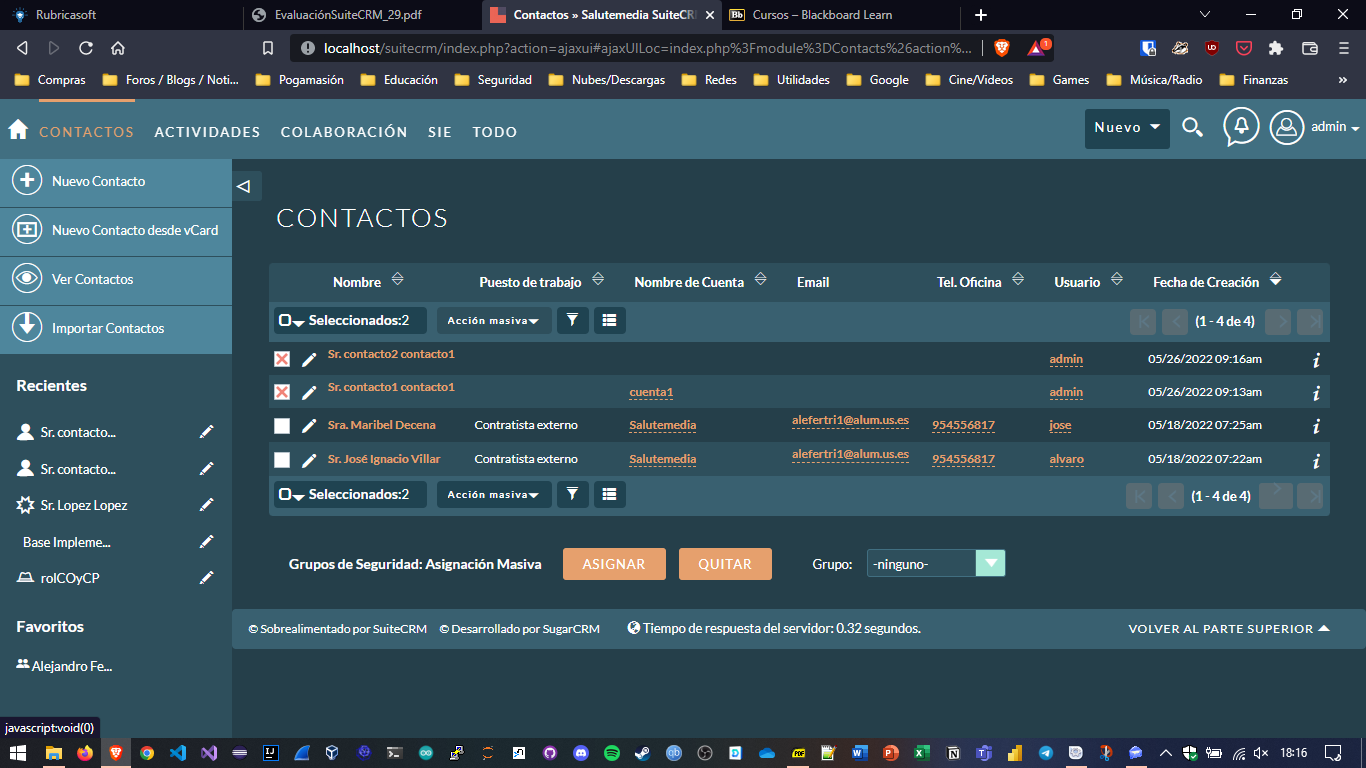 Rubricasoft
EvaluaciónSuiteCRM_29.pdf
Contactos » Salutemedia SuiteCR
Cursos – Blackboard Learn
localhost/suitecrm/index.php?action=ajaxui#ajaxUILoc=index.php%3Fmodule%3DContacts%26action%...
Compras
Foros / Blogs / Noti...
Pogamasión
Educación
Seguridad
Nubes/Descargas
Redes
Utilidades
Google
Cine/Videos
Games
Música/Radio
Finanzas
»
CONTACTOS ACTIVIDADES COLABORACIÓN SIE TODO
Nuevo
admin
Nuevo Contacto
Nuevo Contacto desde vCard
Ver Contactos
Importar Contactos
Recientes
Sr. contacto...
Sr. contacto...
Sr. Lopez Lopez
Base Impleme...
rolCOyCP
Favoritos
Alejandro Fe...
CONTACTOS
Nombre Puesto de trabajo Nombre de Cuenta Email Tel. Oficina Usuario Fecha de Creación
Seleccionados:2 Acción masiva (1 - 4 de 4)
Sr. contacto2 contacto1 admin 05/26/2022 09:16am
Sr. contacto1 contacto1 cuenta1 admin 05/26/2022 09:13am
Sra. Maribel Decena Contratista externo Salutemedia alefertri1@alum.us.es 954556817 jose 05/18/2022 07:25am
Sr. José Ignacio Villar Contratista externo Salutemedia alefertri1@alum.us.es 954556817 alvaro 05/18/2022 07:22am
Seleccionados:2 Acción masiva (1 - 4 de 4)
Grupos de Seguridad: Asignación Masiva ASIGNAR QUITAR Grupo: -ninguno-
© Sobrealimentado por SuiteCRM © Desarrollado por SugarCRM Tiempo de respuesta del servidor: 0.32 segundos. VOLVER AL PARTE SUPERIOR
javascript:void(0)
18:16